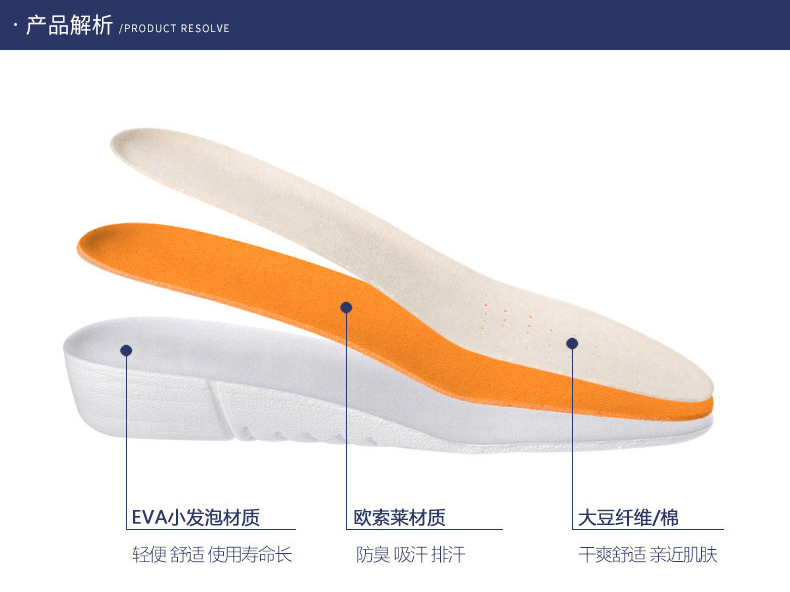 · 产品解析 /PRODUCT RESOLVE
EVA小发泡材质 欧索莱材质 大豆纤维/棉
轻便 舒适 使用寿命长 防臭 吸汗 排汗 干爽舒适 亲近肌肤